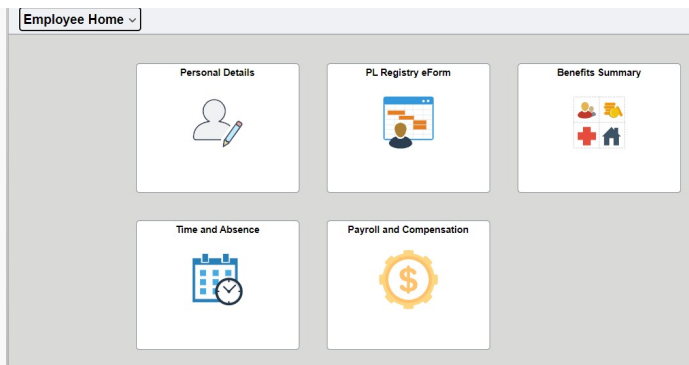 Employee Home
Personal Details
PL Registry eForm
Benefits Summary
Time and Absence
Payroll and Compensation
$